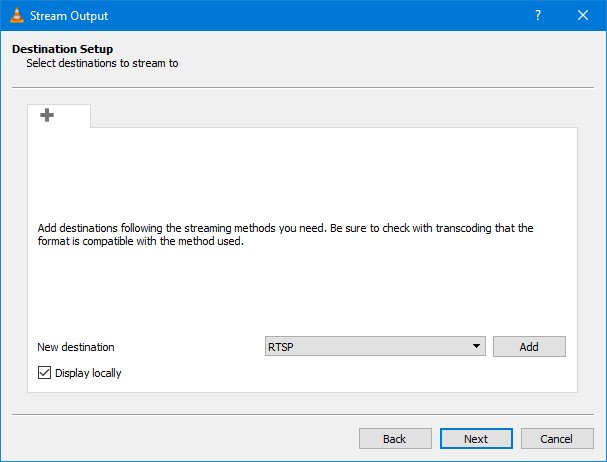 Stream Output ?
Destination Setup
Select destinations to stream to
Add destinations following the streaming methods you need. Be sure to check with transcoding that the
format is compatible with the method used.
New destination RTSP Add
Display locally
Back Next Cancel